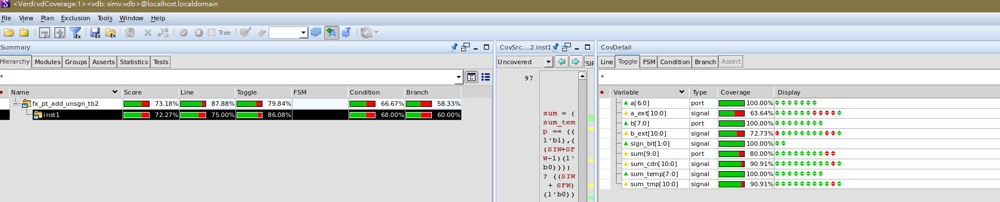 <Verdi:vdCoverage:1><vdb: simv.vdb>@localhost.localdomain
File View Plan Exclusion Tools Window Help
Ex Ex Ex Ex Tree
Summary
Hierarchy Modules Groups Asserts Statistics Tests
*
Name Score Line Toggle FSM Condition Branch
fx_pt_add_unsgn_tb2 73.18% 87.88% 79.84% 66.67% 58.33%
inst1 72.27% 75.00% 86.08% 68.00% 60.00%
CovSrc....2.inst1
Uncovered
97
sum = (
sum_tem
p == {{
1'b1},{
(SIW+SF
W-1){1'
b0}}})
? {(SIW
+ SFW)
{1'b0}}
CovDetail
Line Toggle FSM Condition Branch Assert
*
Variable Type Coverage Display
a[6:0] port 100.00%
a_ext[10:0] signal 63.64%
b[7:0] port 100.00%
b_ext[10:0] signal 72.73%
sign_bit[1:0] signal 100.00%
sum[9:0] port 80.00%
sum_cdn[10:0] signal 90.91%
sum_temp[7:0] signal 100.00%
sum_tmp[10:0] signal 90.91%